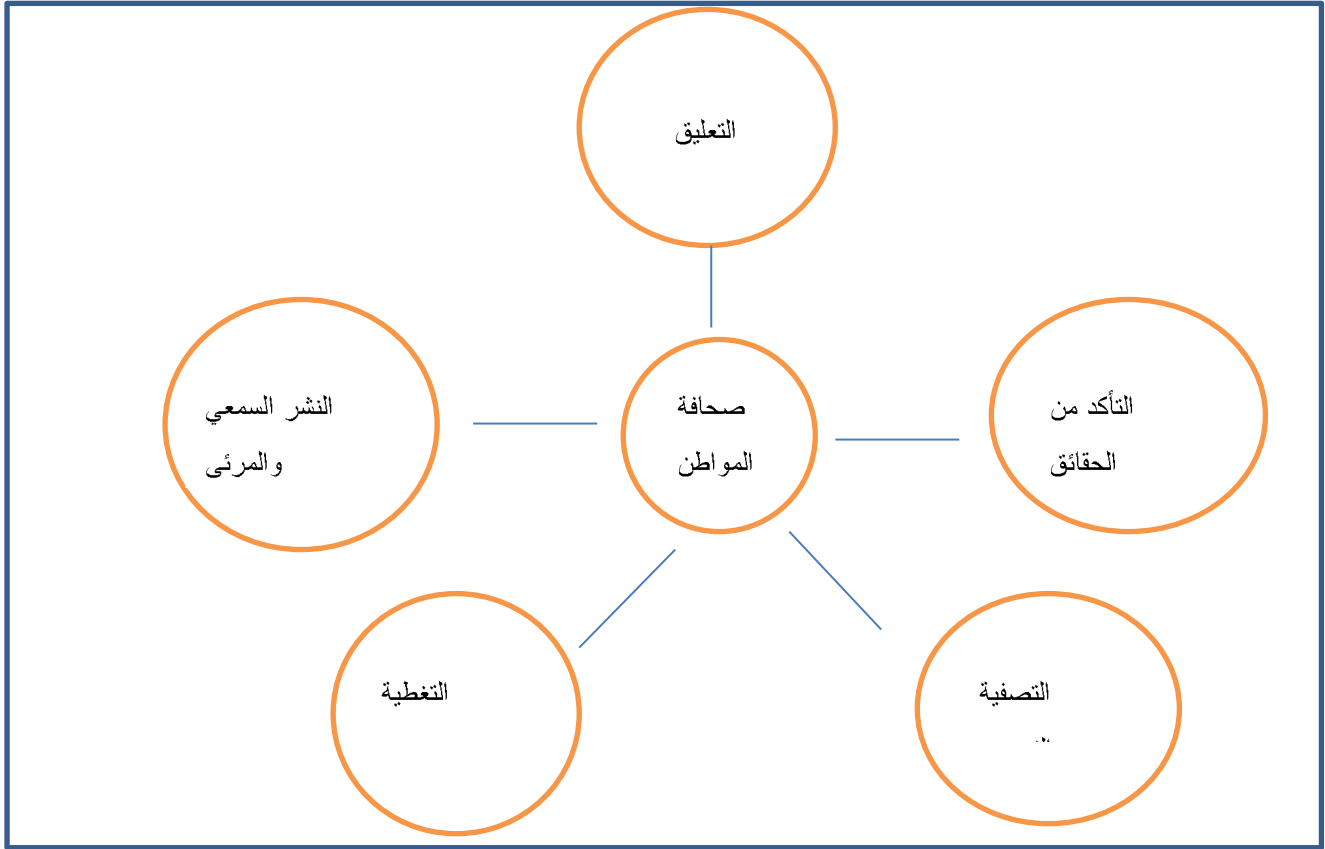 التعليق
التأكد من
الحقائق
صحافة
المواطن
النشر السمعي
والمرئى
التصفية
التغطية